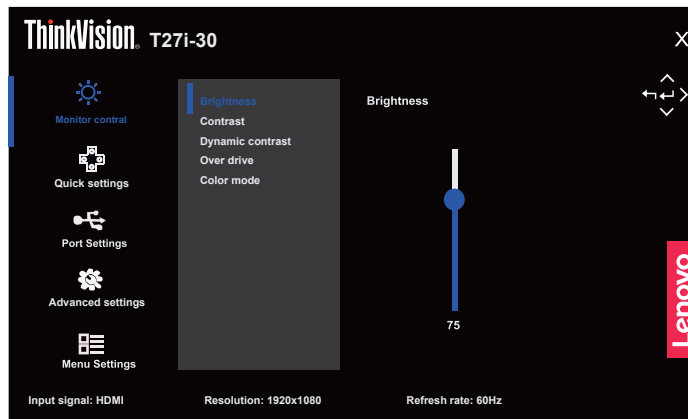 ThinkVision. T27i-30
X
Monitor contral
Quick settings
Port Settings
Advanced settings
Menu Settings
Brightness
Contrast
Dynamic contrast
Over drive
Color mode
Brightness
75
Lenovo
Input signal: HDMI
Resolution: 1920x1080
Refresh rate: 60Hz